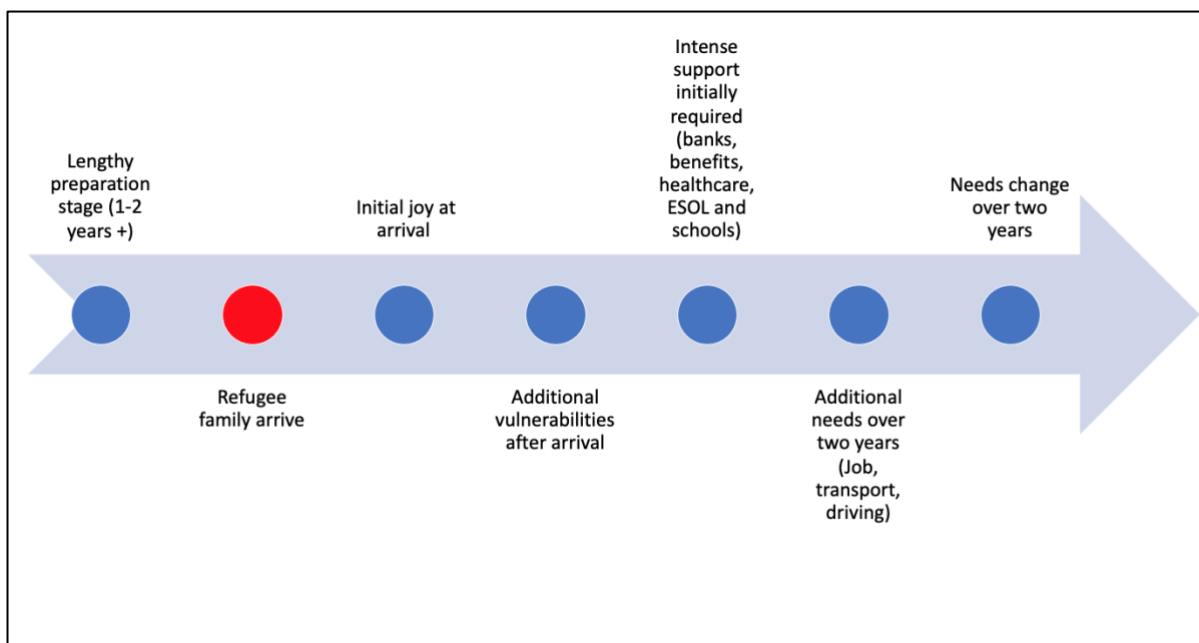 Lengthy
preparation
stage (1-2
years +)
Refugee
family arrive
Initial joy at
arrival
Additional
vulnerabilities
after arrival
Intense
support
initially
required
(banks,
benefits,
healthcare,
ESOL and
schools)
Additional
needs over
two years
(Job,
transport,
driving)
Needs change
over two
years